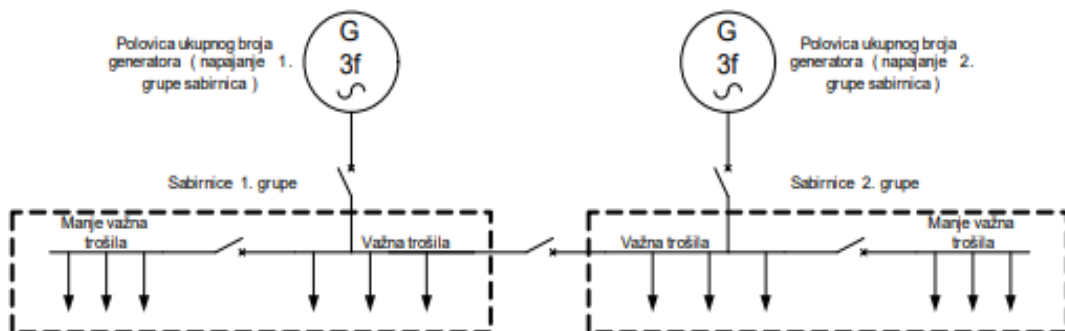 Polovica ukupnog broja
generatora ( napajanje 1.
grupe sabirnica )
G
3f
G
3f
Polovica ukupnog broja
generatora ( napajanje 2.
grupe sabirnica )
Sabirnice 1. grupe
Sabirnice 2. grupe
Manje važna
trošila
Važna trošila
Važna trošila
Manje važna
trošila